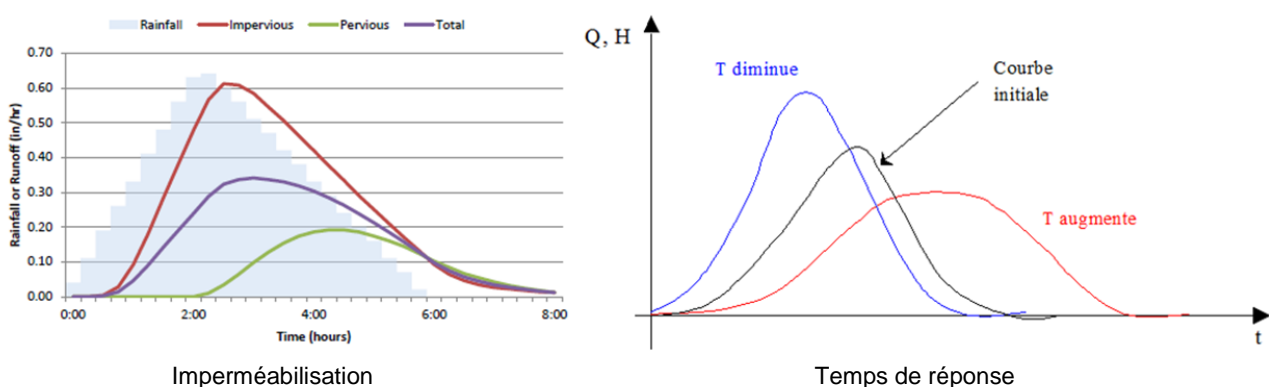 Rainfall Impervious Pervious Total
Rainfall or Runoff (in/hr)
0.70
0.60
0.50
0.40
0.30
0.20
0.10
0.00
0:00 2:00 4:00 6:00 8:00
Time (hours)
Imperméabilisation
Q, H
T diminue
Courbe
initiale
T augmente
t
Temps de réponse